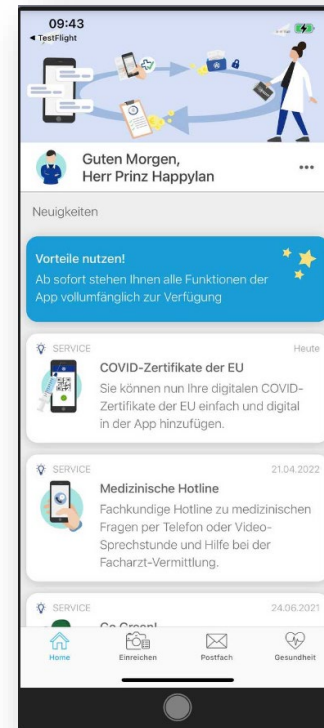 09:43
◀ TestFlight
Guten Morgen,
Herr Prinz Happylan
Neuigkeiten
Vorteile nutzen!
Ab sofort stehen Ihnen alle Funktionen der
App vollumfänglich zur Verfügung
SERVICE
Heute
COVID-Zertifikate der EU
Sie können nun Ihre digitalen COVID-
Zertifikate der EU einfach und digital
in der App hinzufügen.
SERVICE
21.04.2022
Medizinische Hotline
Fachkundige Hotline zu medizinischen
Fragen per Telefon oder Video-
Sprechstunde und Hilfe bei der
Facharzt-Vermittlung.
SERVICE
24.06.2021
Go Green!
Home
Einreichen
Postfach
Gesundheit